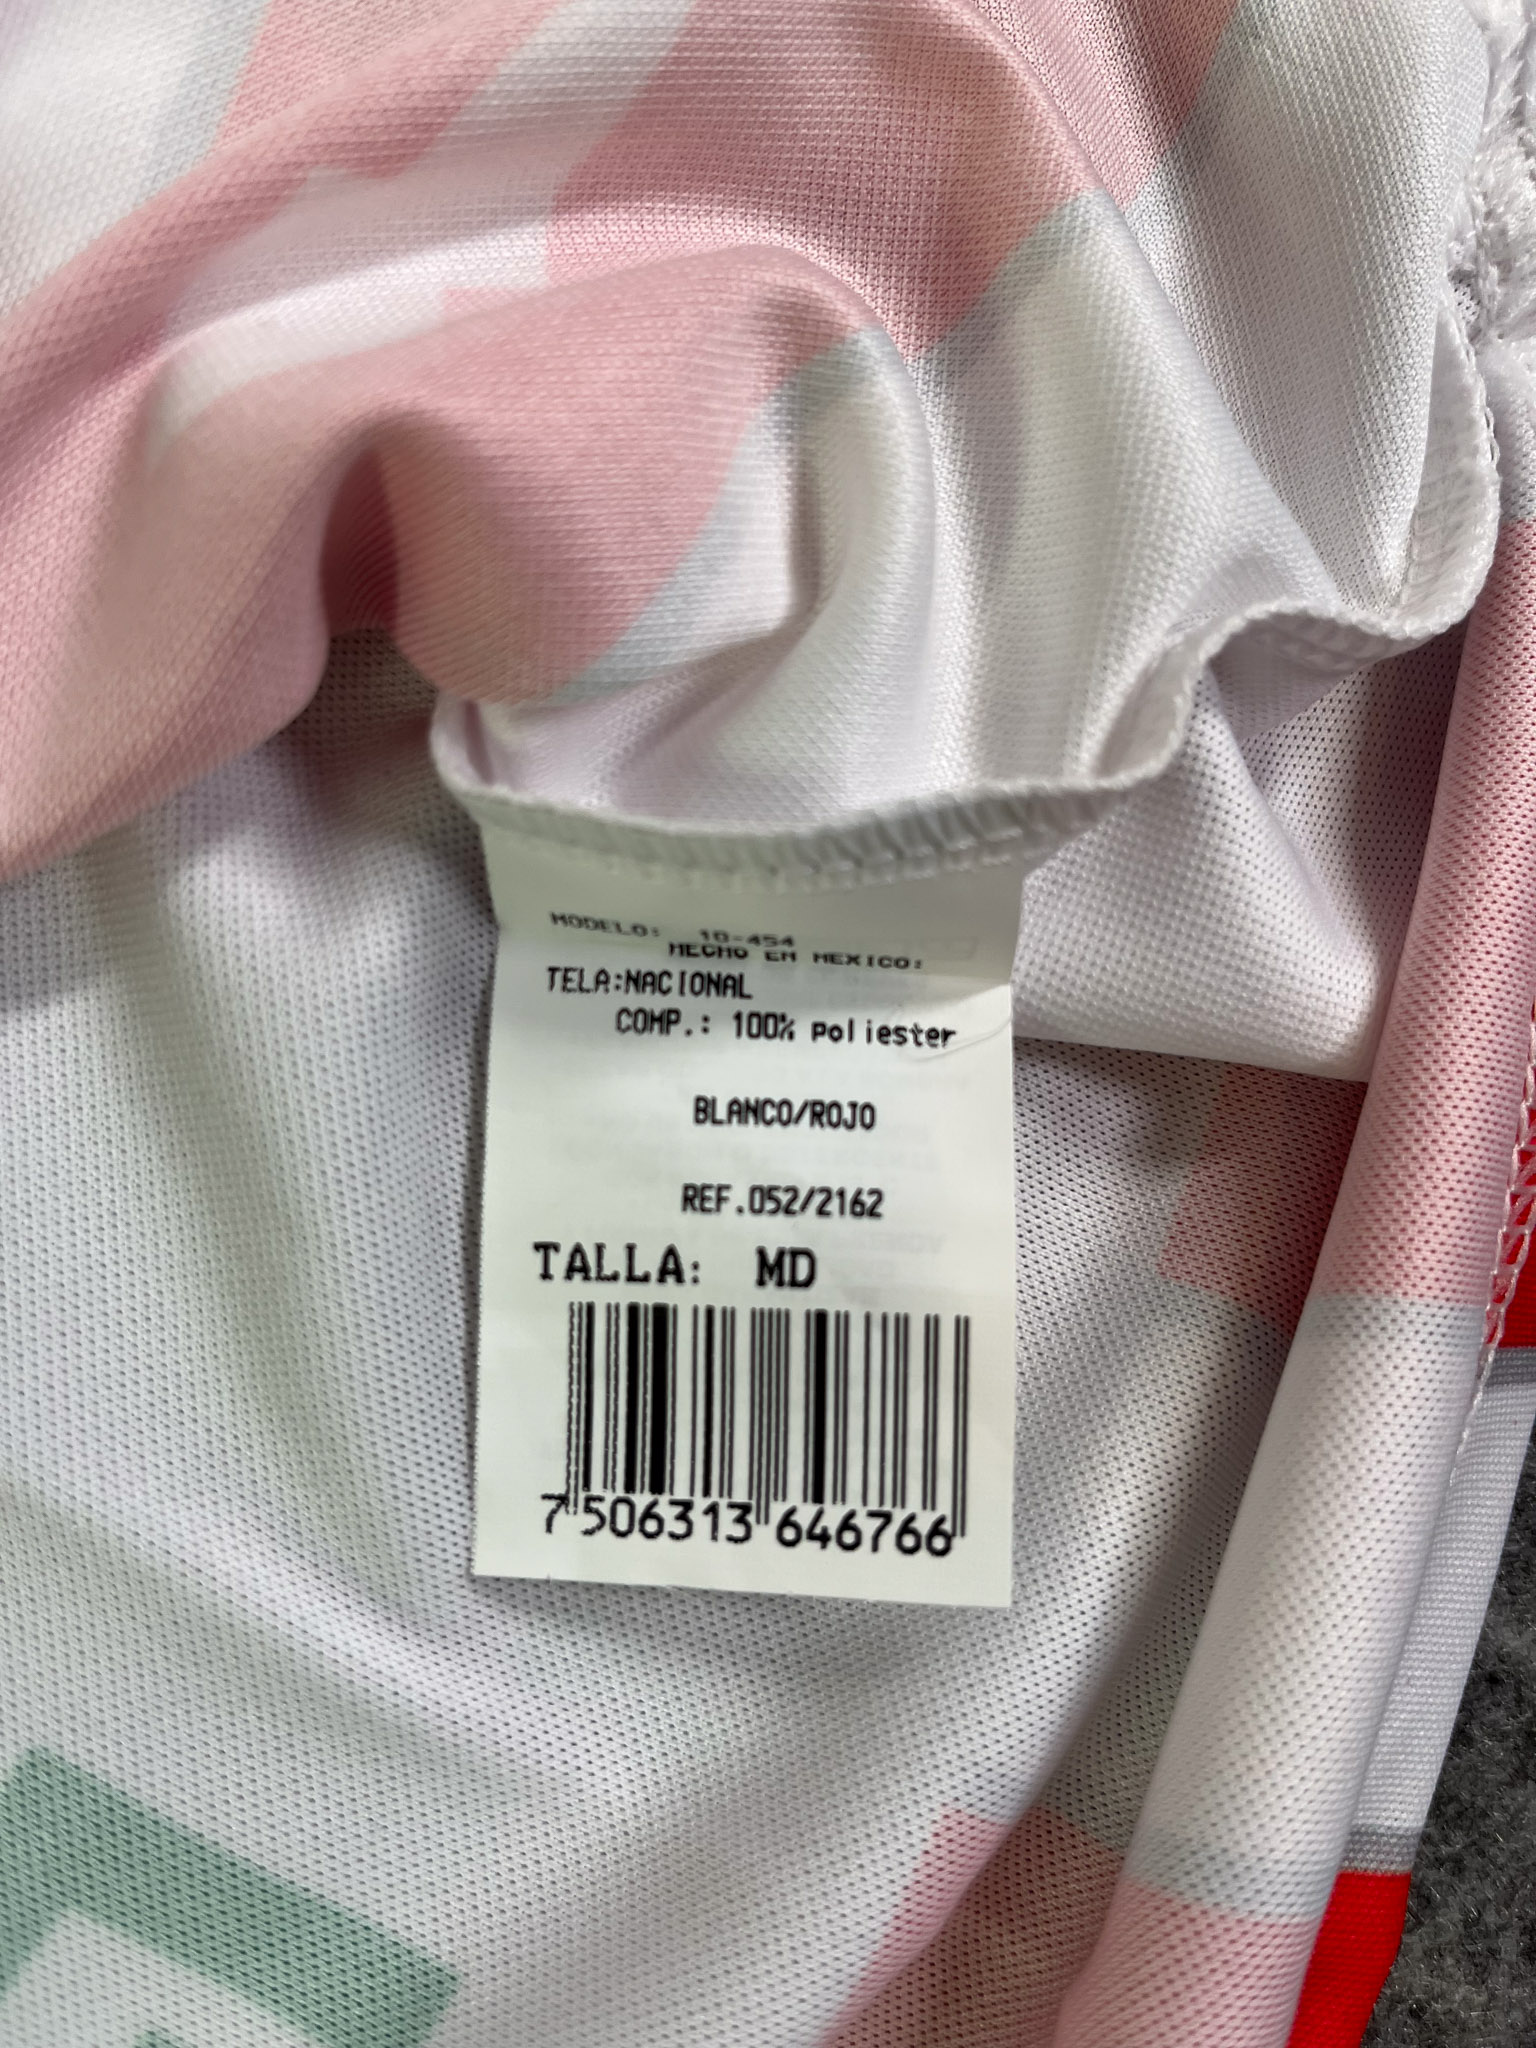 MODELO: 10-454
HECHO EN MEXICO:
TELA:NACIONAL
COMP.: 100% poliester
BLANCO/ROJO
REF.052/2162
TALLA: MD
7 506313 646766